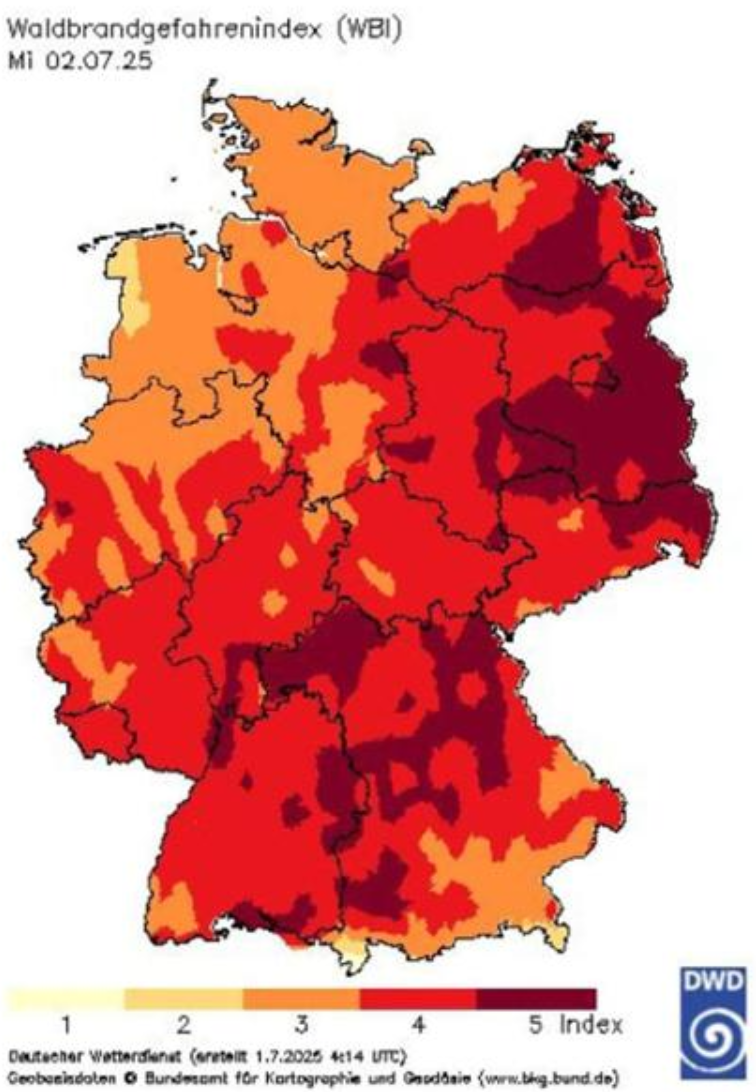 Waldbrandgefahrenindex (WBI)
Mi 02.07.25
DWD
1 2 3 4 5 Index
Deutscher Wetterdienst (erstellt 1.7.2025 4:14 UTC)
Geobasisdaten © Bundesamt für Kartographie und Geodäsie (www.bkg.bund.de)